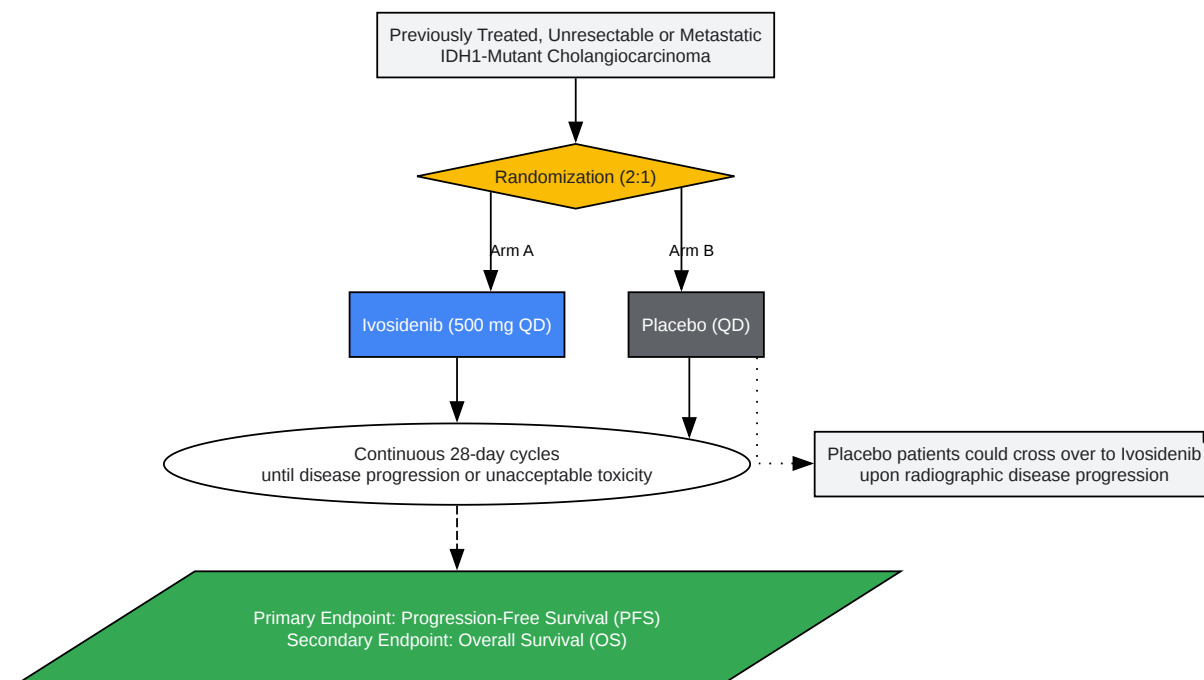 Previously Treated, Unresectable or Metastatic
IDH1-Mutant Cholangiocarcinoma
Randomization (2:1)
Arm A
Arm B
Ivosidenib (500 mg QD)
Placebo (QD)
Continuous 28-day cycles
until disease progression or unacceptable toxicity
Placebo patients could cross over to Ivosidenib
upon radiographic disease progression
Primary Endpoint: Progression-Free Survival (PFS)
Secondary Endpoint: Overall Survival (OS)